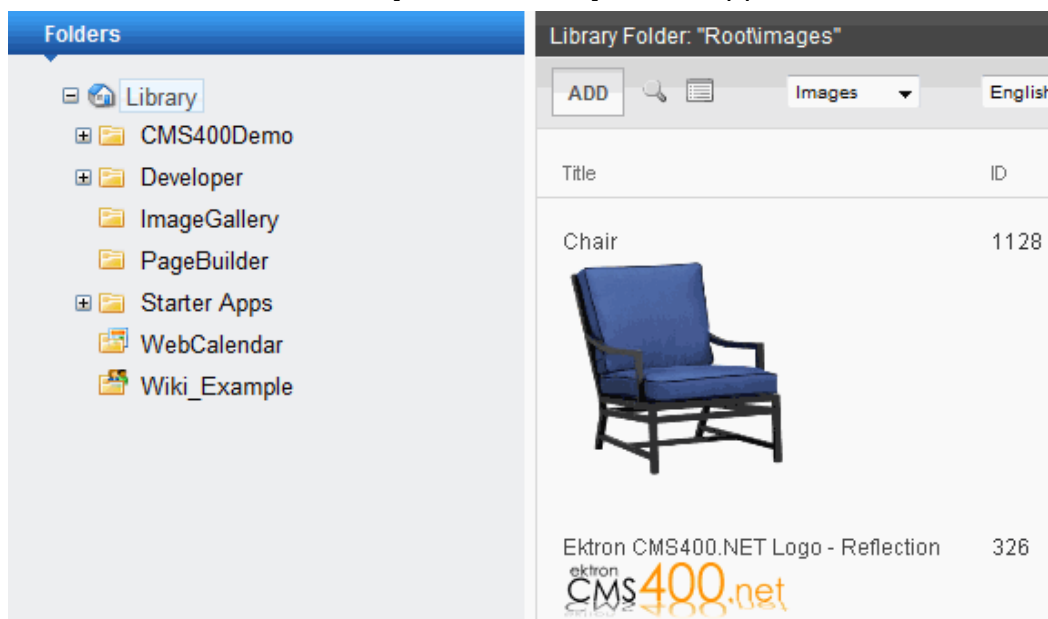 Folders
Library
CMS400Demo
Developer
ImageGallery
PageBuilder
Starter Apps
WebCalendar
Wiki_Example
Library Folder: "Root\images"
ADD Images English
Title ID
Chair 1128
Ektron CMS400.NET Logo - Reflection 326
ektron
CMS400.net